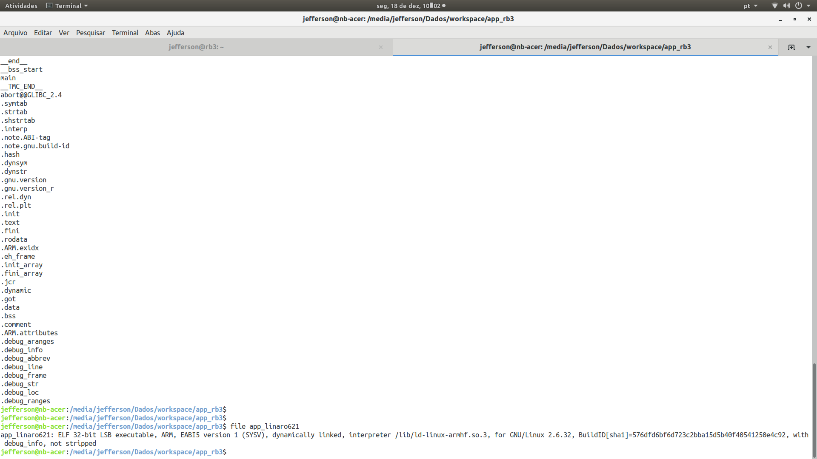 Atividades Terminal seg, 18 de dez, 10:02 pt
jefferson@nb-acer: /media/jefferson/Dados/workspace/app_rb3
Arquivo Editar Ver Pesquisar Terminal Abas Ajuda
jefferson@rb3: ~ jefferson@nb-acer: /media/jefferson/Dados/workspace/app_rb3
__end__
__bss_start
main
__TMC_END__
abort@@GLIBC_2.4
.symtab
.strtab
.shstrtab
.interp
.note.ABI-tag
.note.gnu.build-id
.hash
.dynsym
.dynstr
.gnu.version
.gnu.version_r
.rel.dyn
.rel.plt
.init
.text
.fini
.rodata
.ARM.exidx
.eh_frame
.init_array
.fini_array
.jcr
.dynamic
.got
.data
.bss
.comment
.ARM.attributes
.debug_aranges
.debug_info
.debug_abbrev
.debug_line
.debug_frame
.debug_str
.debug_loc
.debug_ranges
jefferson@nb-acer:/media/jefferson/Dados/workspace/app_rb3$
jefferson@nb-acer:/media/jefferson/Dados/workspace/app_rb3$
jefferson@nb-acer:/media/jefferson/Dados/workspace/app_rb3$ file app_linaro621
app_linaro621: ELF 32-bit LSB executable, ARM, EABI5 version 1 (SYSV), dynamically linked, interpreter /lib/ld-linux-armhf.so.3, for GNU/Linux 2.6.32, BuildID[sha1]=576dfd6bf6d723c2bba15d5b40f40541250e4c92, with
debug_info, not stripped
jefferson@nb-acer:/media/jefferson/Dados/workspace/app_rb3$